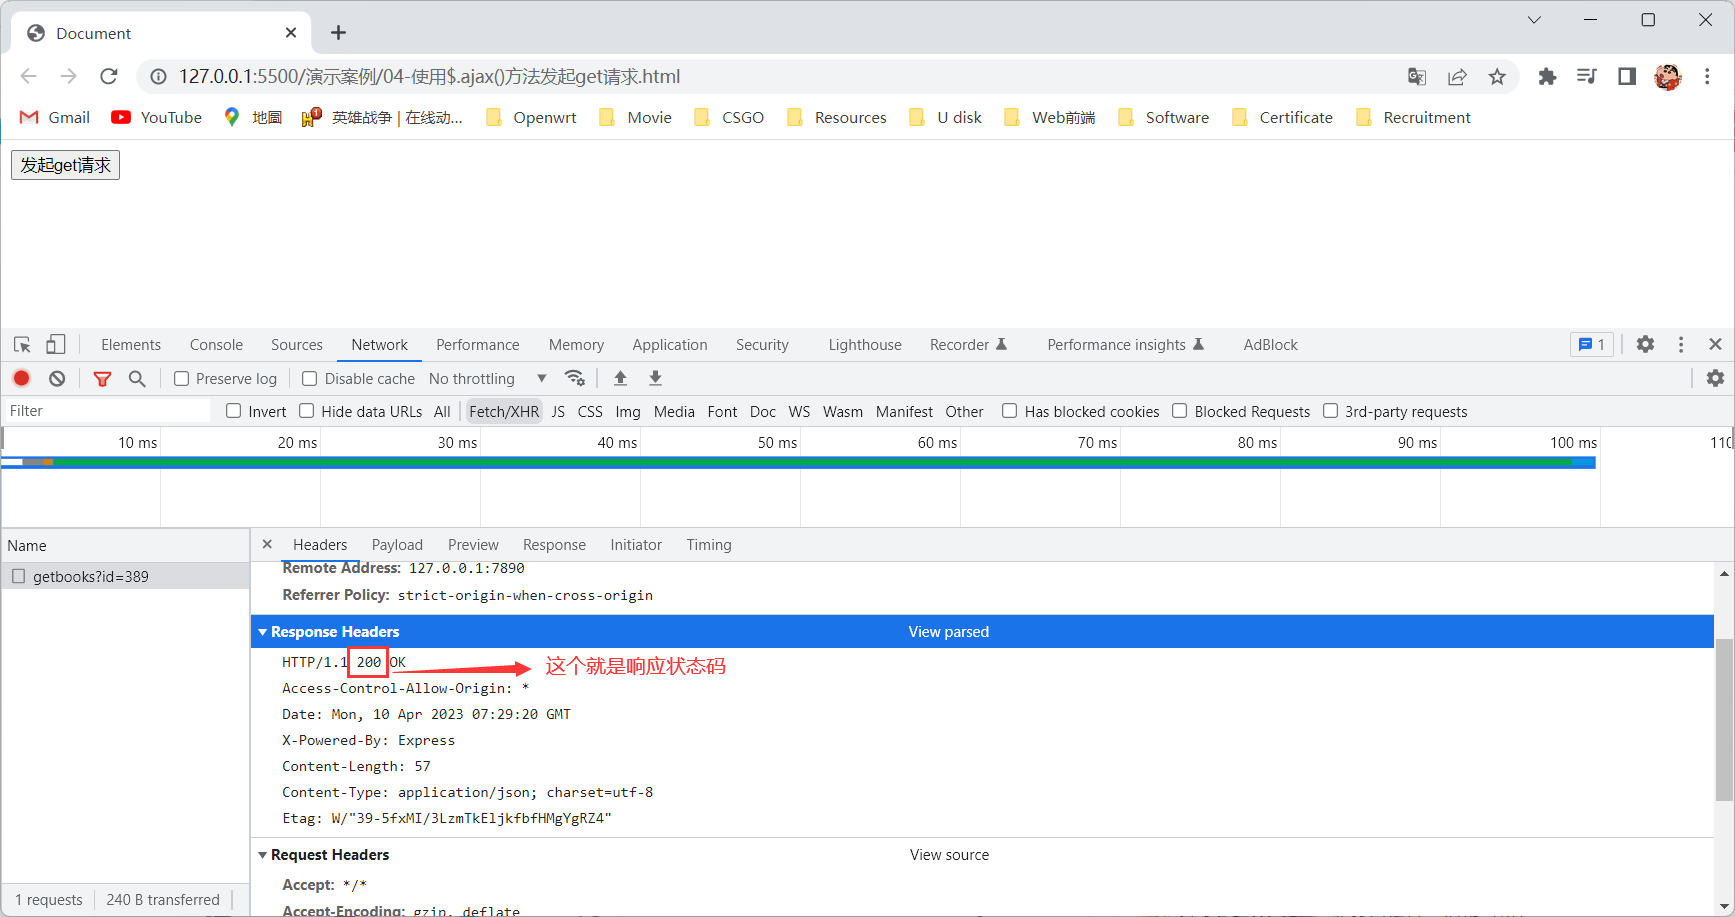 Document
127.0.0.1:5500/演示案例/04-使用$.ajax()方法发起get请求.html
Gmail YouTube 地圖 英雄战争 | 在线动... Openwrt Movie CSGO Resources U disk Web前端 Software Certificate Recruitment
发起get请求
Elements Console Sources Network Performance Memory Application Security Lighthouse Recorder Performance insights AdBlock 1
Preserve log Disable cache No throttling
Filter Invert Hide data URLs All Fetch/XHR JS CSS Img Media Font Doc WS Wasm Manifest Other Has blocked cookies Blocked Requests 3rd-party requests
10 ms 20 ms 30 ms 40 ms 50 ms 60 ms 70 ms 80 ms 90 ms 100 ms 110
Name Headers Payload Preview Response Initiator Timing
getbooks?id=389
Remote Address: 127.0.0.1:7890
Referrer Policy: strict-origin-when-cross-origin
Response Headers View parsed
HTTP/1.1 200 OK 这个就是响应状态码
Access-Control-Allow-Origin: *
Date: Mon, 10 Apr 2023 07:29:20 GMT
X-Powered-By: Express
Content-Length: 57
Content-Type: application/json; charset=utf-8
Etag: W/"39-5fxMI/3LzmTkEljkfbfHMgYgRZ4"
Request Headers View source
Accept: */*
Accept-Encoding: gzip, deflate
1 requests 240 B transferred